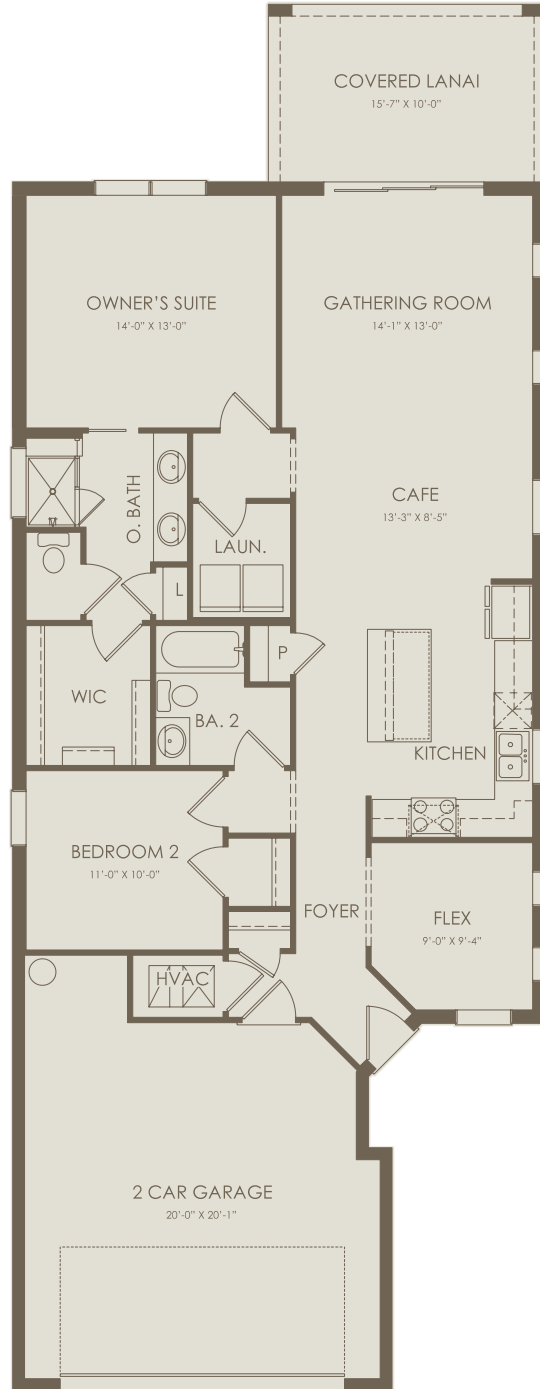 COVERED LANAI
15'-7" X 10'-0"
OWNER'S SUITE
14'-0" X 13'-0"
GATHERING ROOM
14'-1" X 13'-0"
O. BATH
CAFE
13'-3" X 8'-5"
LAUN.
L
P
WIC
BA. 2
KITCHEN
BEDROOM 2
11'-0" X 10'-0"
FOYER
FLEX
9'-0" X 9'-4"
HVAC
2 CAR GARAGE
20'-0" X 20'-1"